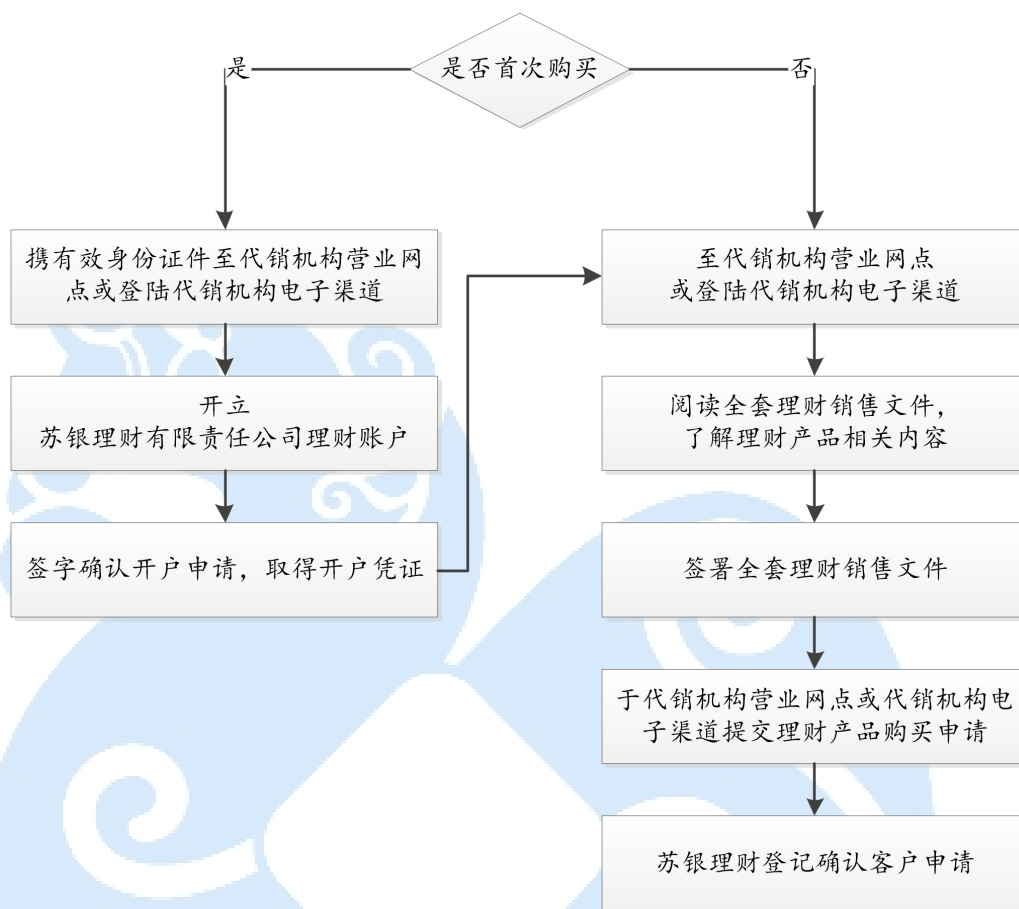 是否首次购买
是
否
携有效身份证件至代销机构营业网
点或登陆代销机构电子渠道
开立
苏银理财有限责任公司理财账户
签字确认开户申请，取得开户凭证
至代销机构营业网点
或登陆代销机构电子渠道
阅读全套理财销售文件，
了解理财产品相关内容
签署全套理财销售文件
于代销机构营业网点或代销机构电
子渠道提交理财产品购买申请
苏银理财登记确认客户申请